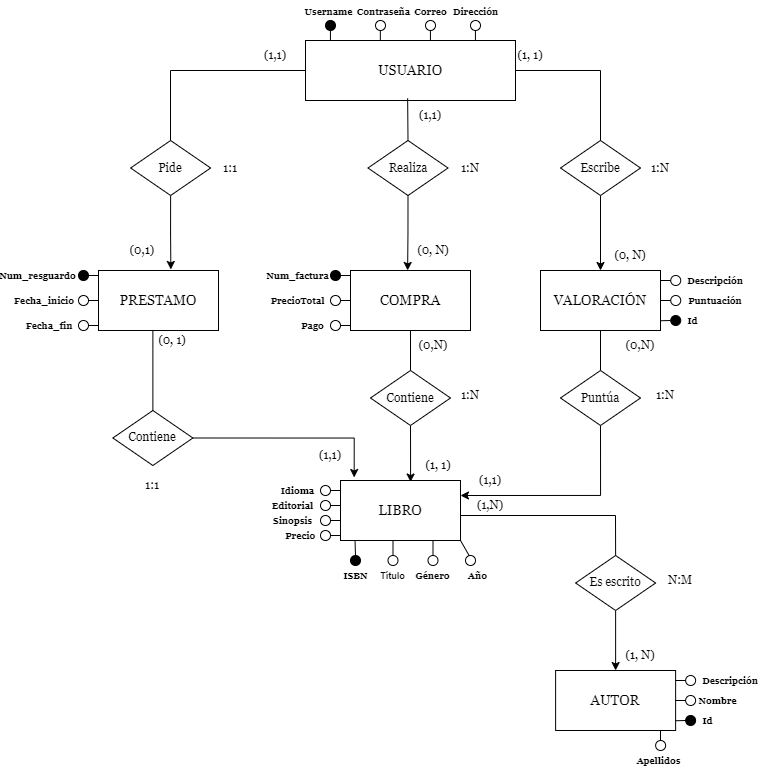 Username Contraseña Correo Dirección
(1,1)
USUARIO
(1, 1)
(1,1)
Pide
1:1
Realiza
1:N
Escribe
1:N
(0,1)
(0, N)
(0, N)
Num_resguardo
Fecha_inicio
Fecha_fin
PRESTAMO
Num_factura
PrecioTotal
Pago
COMPRA
VALORACIÓN
Descripción
Puntuación
Id
(0, 1)
(0,N)
(0,N)
Contiene
1:1
Contiene
1:N
Puntúa
1:N
(1,1)
(1, 1)
(1,1)
Idioma
Editorial
Sinopsis
Precio
LIBRO
(1,N)
ISBN Título Género Año
Es escrito
N:M
(1, N)
AUTOR
Descripción
Nombre
Id
Apellidos